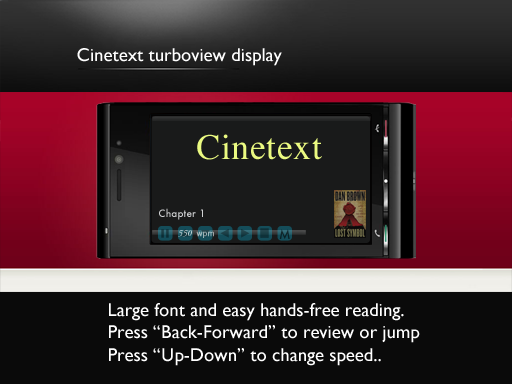 Cinetext turboview display
Cinetext
Chapter 1
DAN BROWN
LOST SYMBOL
550 wpm
M
Large font and easy hands-free reading.
Press “Back-Forward” to review or jump
Press “Up-Down” to change speed..